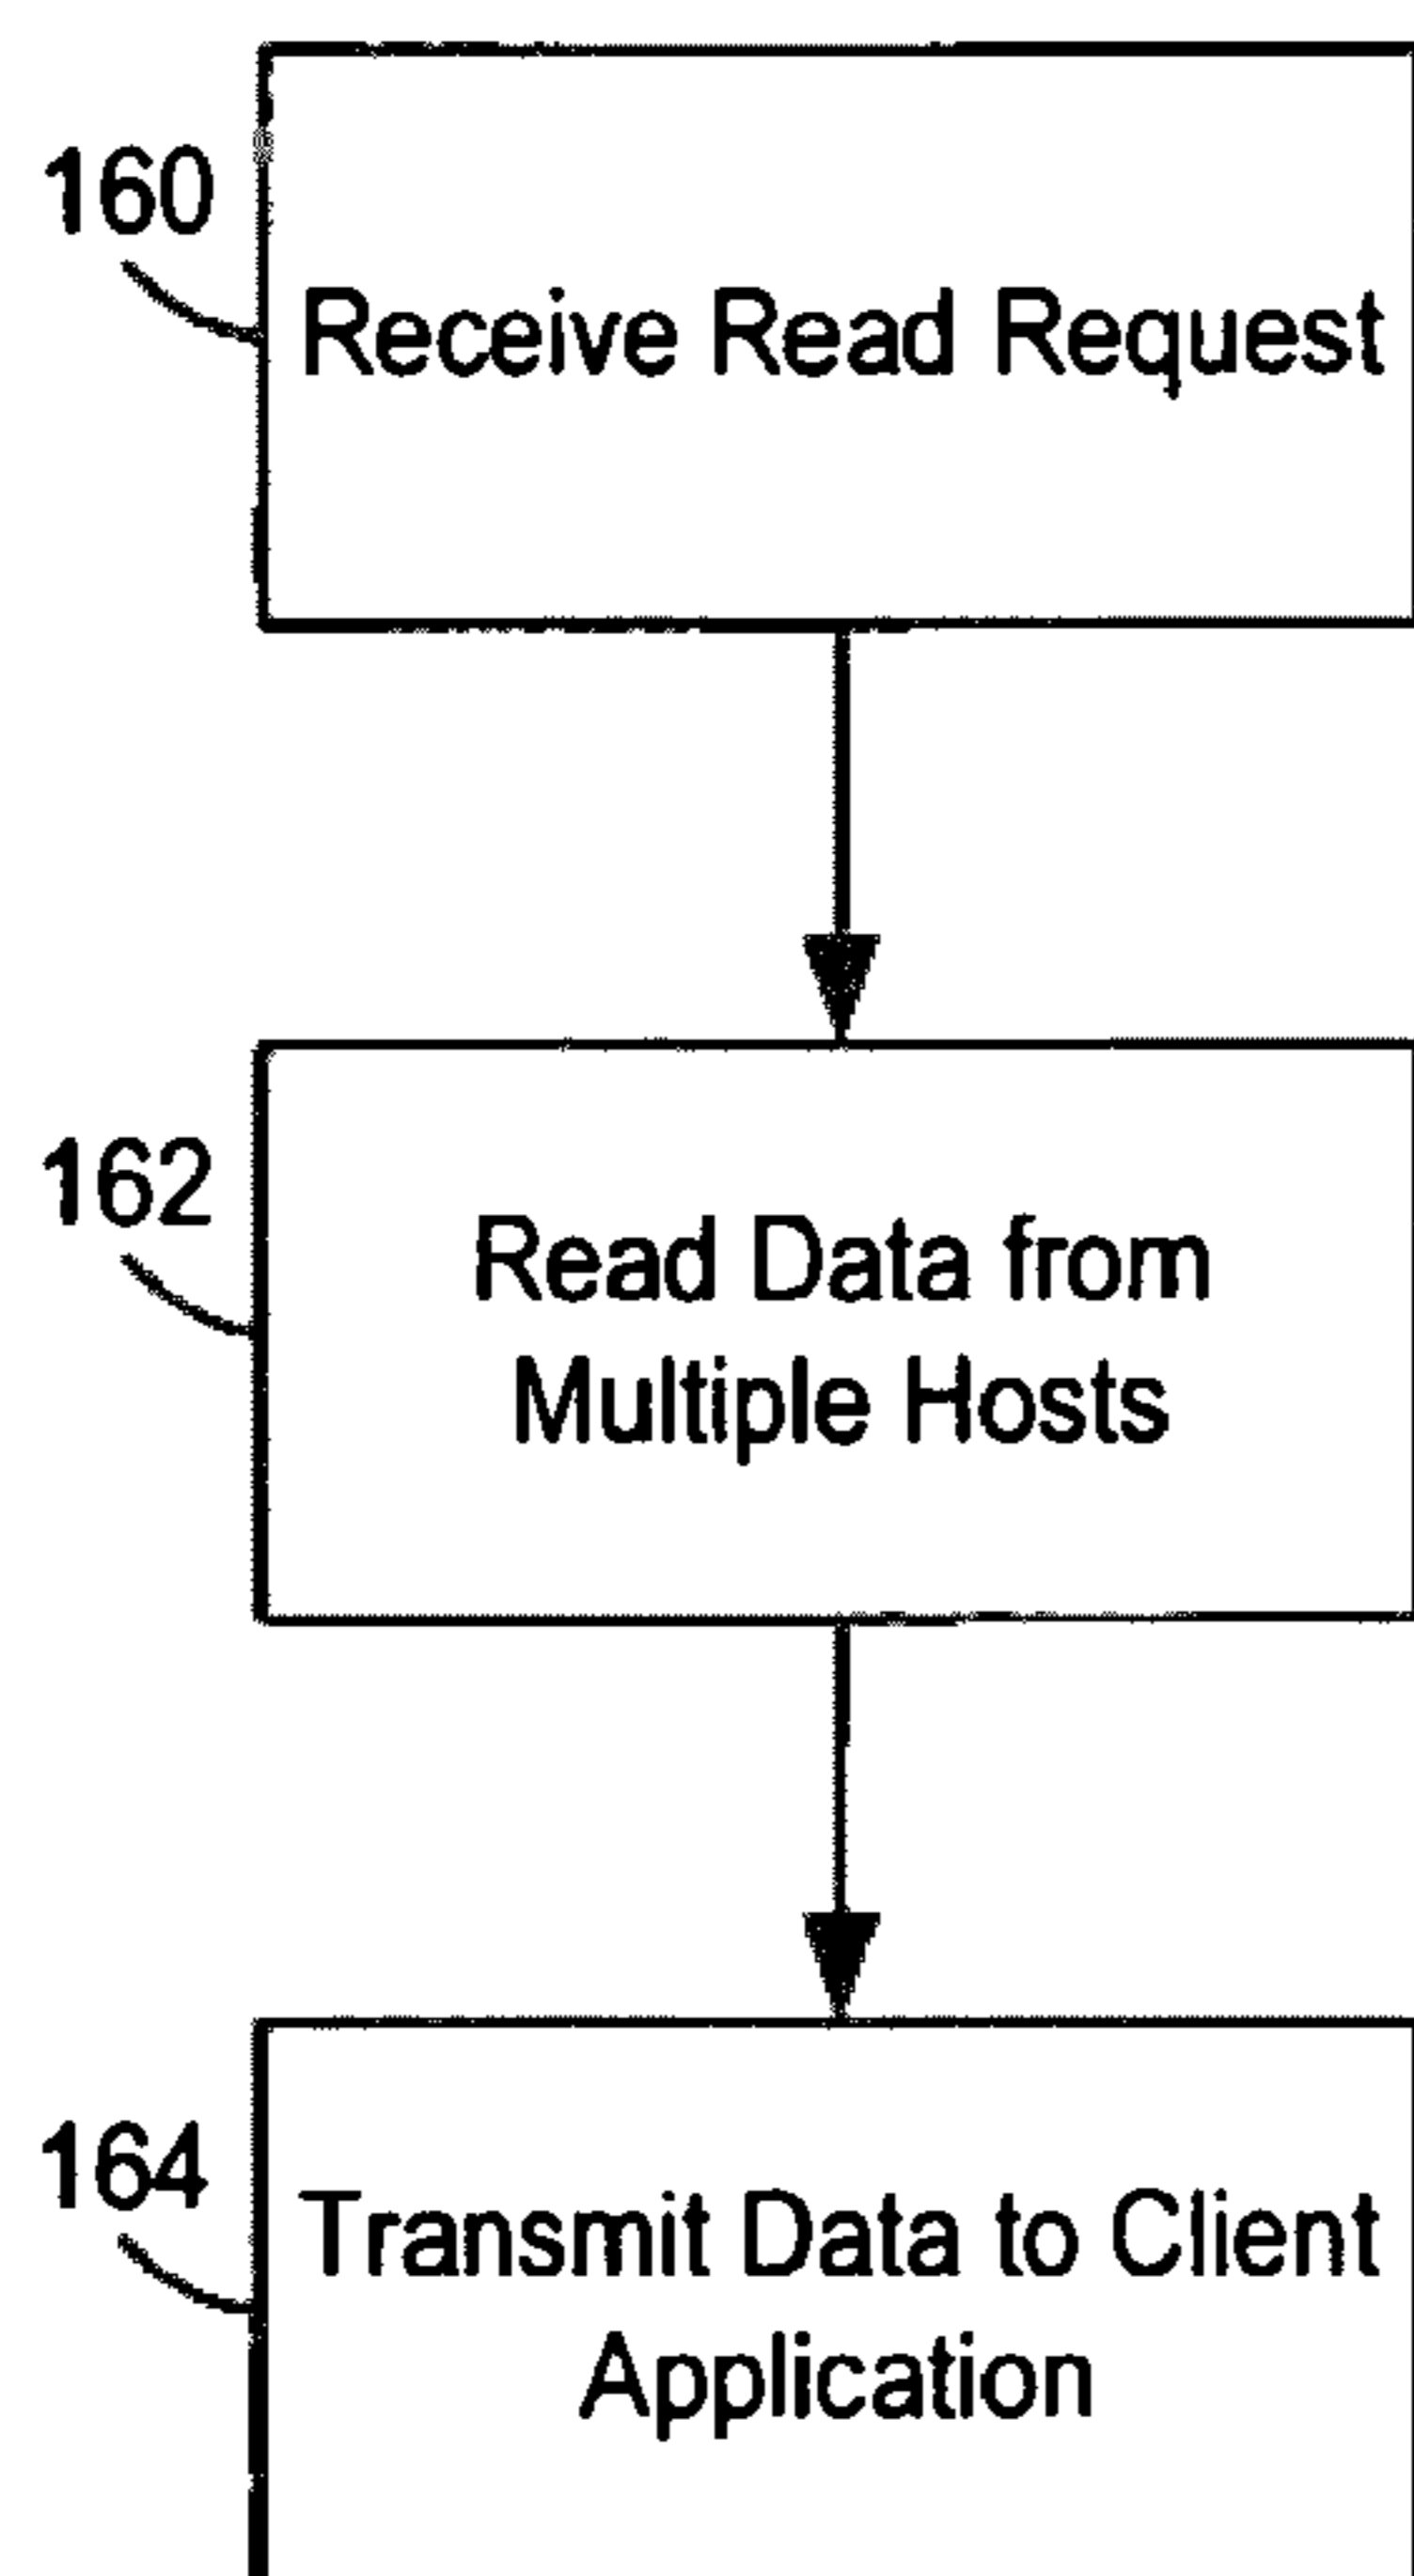 160
Receive Read Request
162
Read Data from
Multiple Hosts
164
Transmit Data to Client
Application